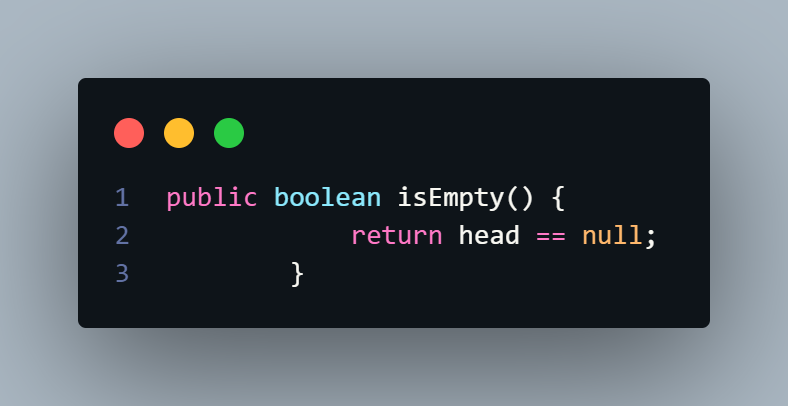 1 public boolean isEmpty() {
2             return head == null;
3         }